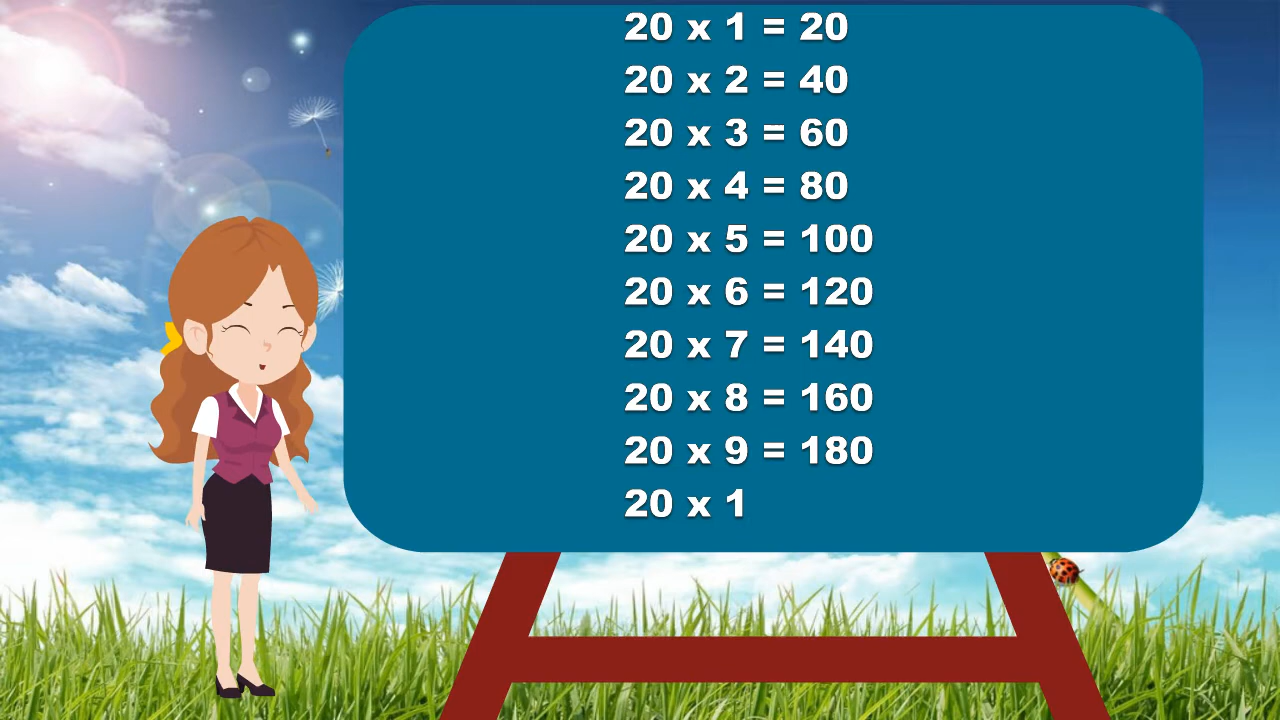 20 x 1 = 20
20 x 2 = 40
20 x 3 = 60
20 x 4 = 80
20 x 5 = 100
20 x 6 = 120
20 x 7 = 140
20 x 8 = 160
20 x 9 = 180
20 x 1